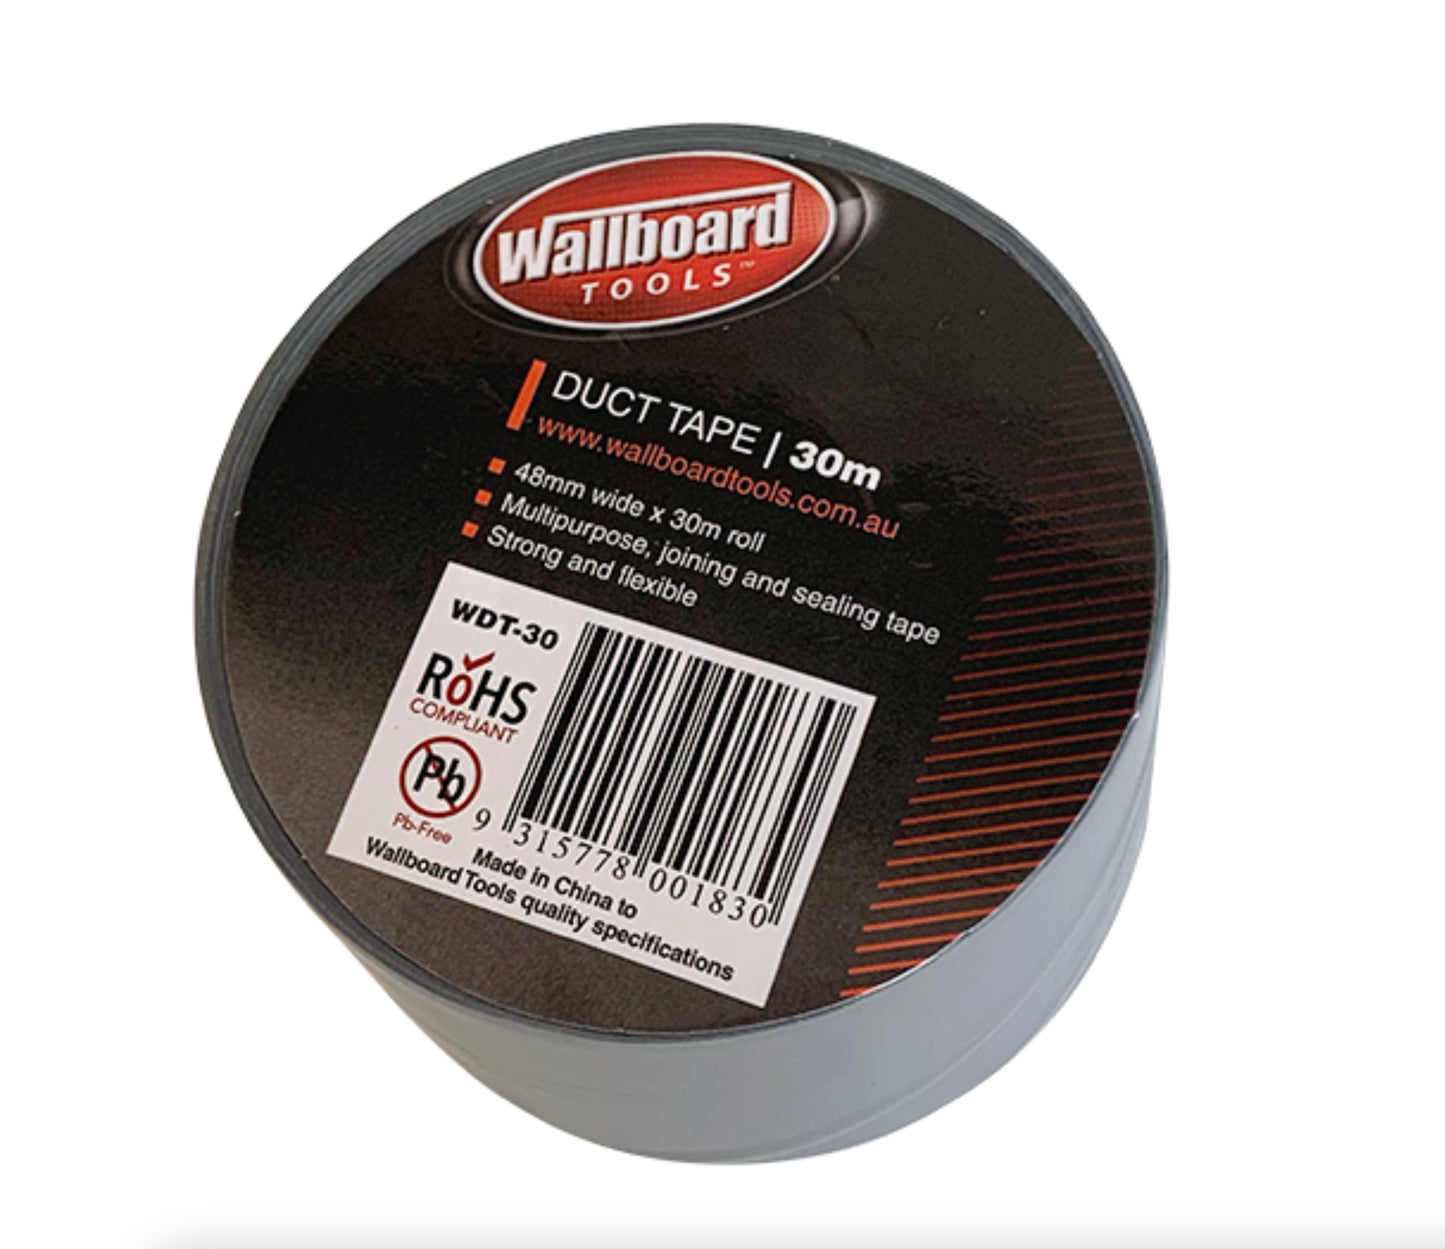 Wallboard
TOOLS™
DUCT TAPE | 30m
www.wallboardtools.com.au
48mm wide x 30m roll
Multipurpose, joining and sealing tape
Strong and flexible
WDT-30
RoHS
COMPLIANT
Pb
Pb-Free
9 315778 001830
Made in China to
Wallboard Tools quality specifications